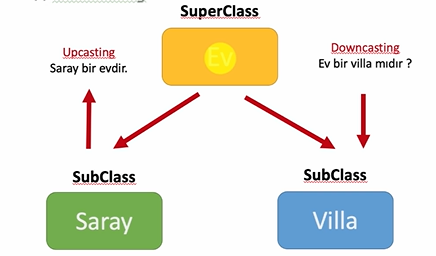 SuperClass
Ev
Upcasting
Saray bir evdir.
Downcasting
Ev bir villa mıdır ?
SubClass
Saray
SubClass
Villa